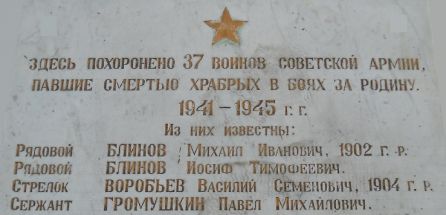 ЗДЕСЬ ПОХОРОНЕНО 37 ВОИНОВ СОВЕТСКОЙ АРМИИ,
ПАВШИЕ СМЕРТЬЮ ХРАБРЫХ В БОЯХ ЗА РОДИНУ.
1941–1945 г. г.
Из них известны:
Рядовой БЛИНОВ Михаил Иванович, 1902 г. р.
Рядовой БЛИНОВ Иосиф Тимофеевич.
Стрелок ВОРОБЬЕВ Василий Семенович, 1904 г. р.
Сержант ГРОМУШКИН Павел Михайлович.